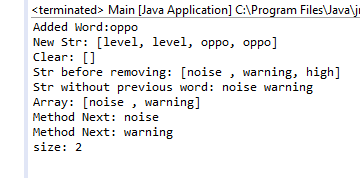 <terminated> Main [Java Application] C:\Program Files\Java\jr
Added Word:oppo
New Str: [level, level, oppo, oppo]
Clear: []
Str before removing: [noise , warning, high]
Str without previous word: noise warning
Array: [noise , warning]
Method Next: noise
Method Next: warning
size: 2